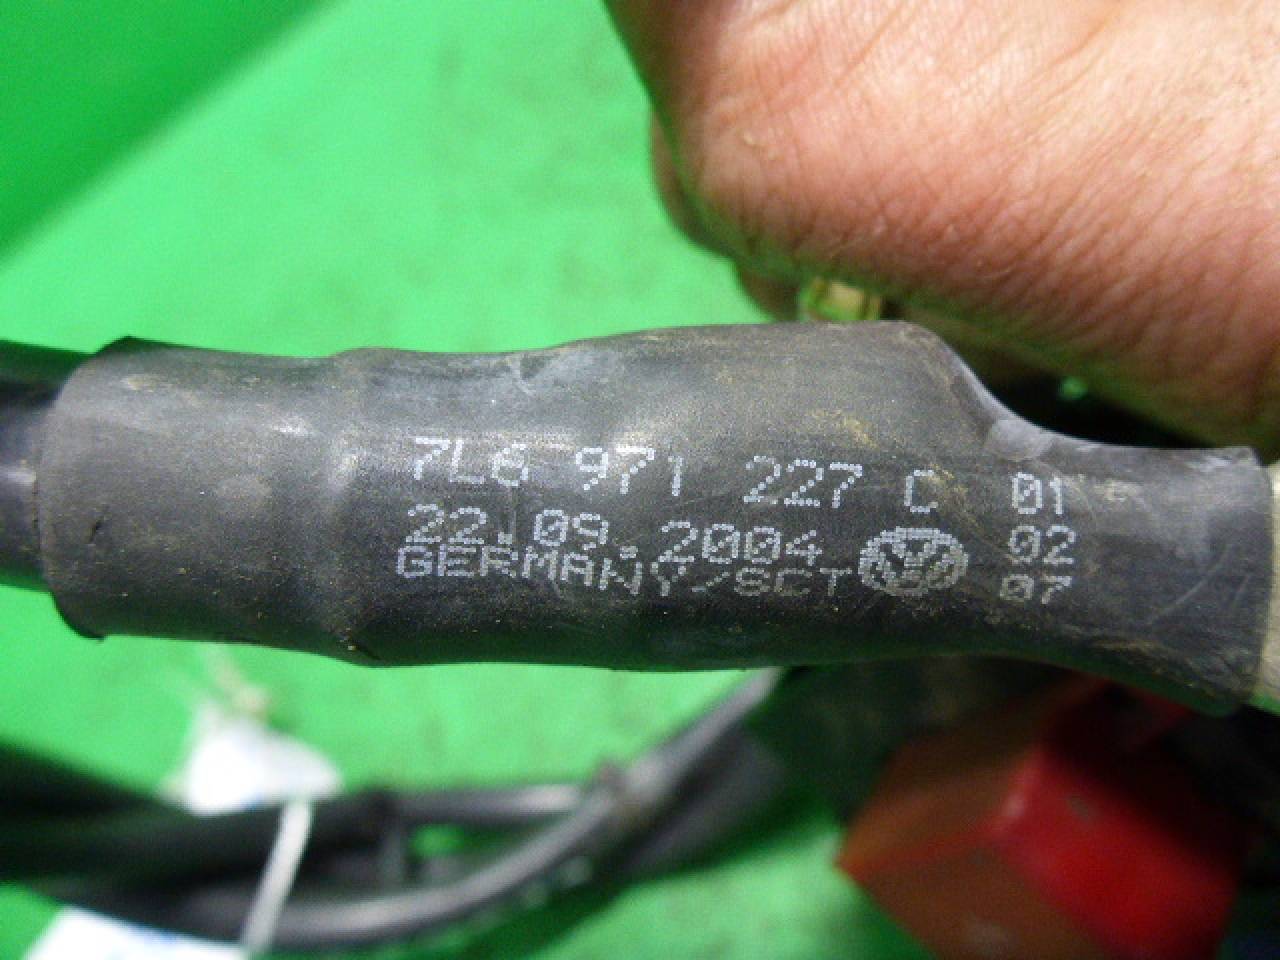 7L6 971 227 C 01
22.09.2004 02
GERMANY/SCT 07